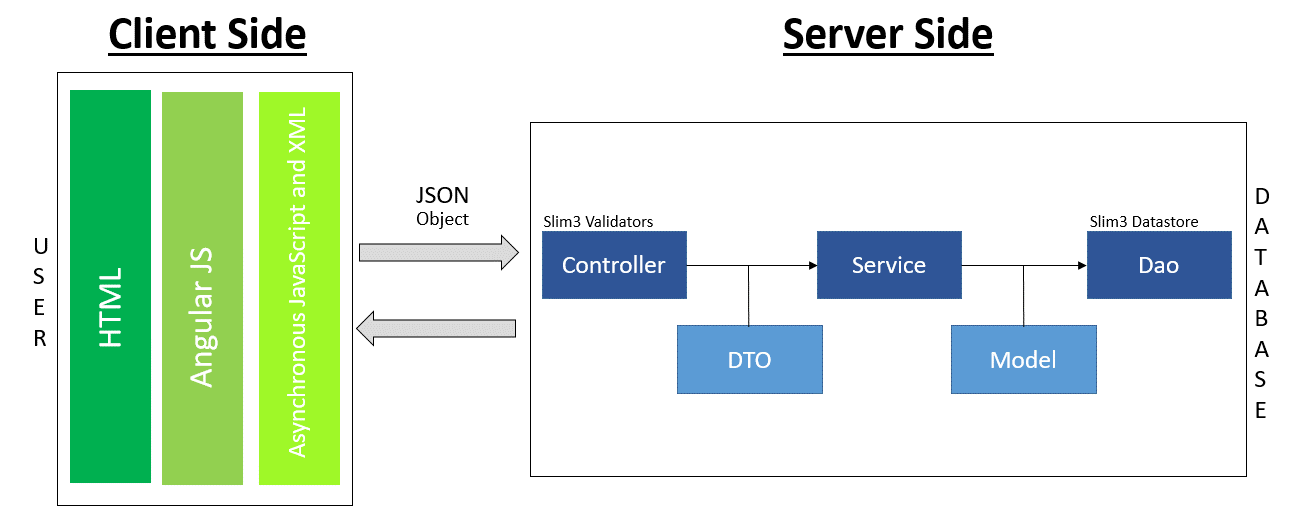 Client Side
Server Side
USER
HTML
Angular JS
Asynchronous JavaScript and XML
JSON
Object
Slim3 Validators
Controller
Service
Slim3 Datastore
Dao
DTO
Model
DATABASE